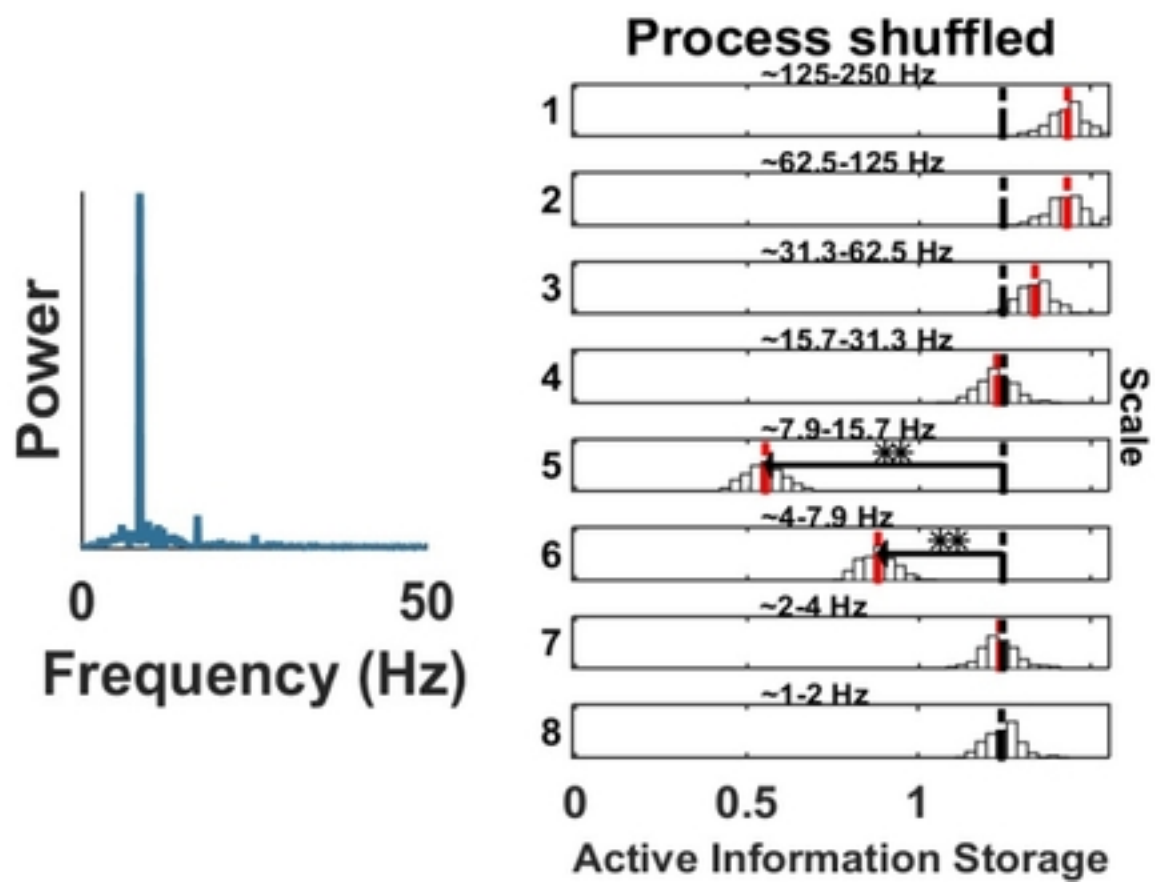 Power
0 50
Frequency (Hz)
Process shuffled
~125-250 Hz
1
~62.5-125 Hz
2
~31.3-62.5 Hz
3
~15.7-31.3 Hz
4
~7.9-15.7 Hz
5
**
~4-7.9 Hz
6
**
~2-4 Hz
7
~1-2 Hz
8
Scale
0 0.5 1
Active Information Storage